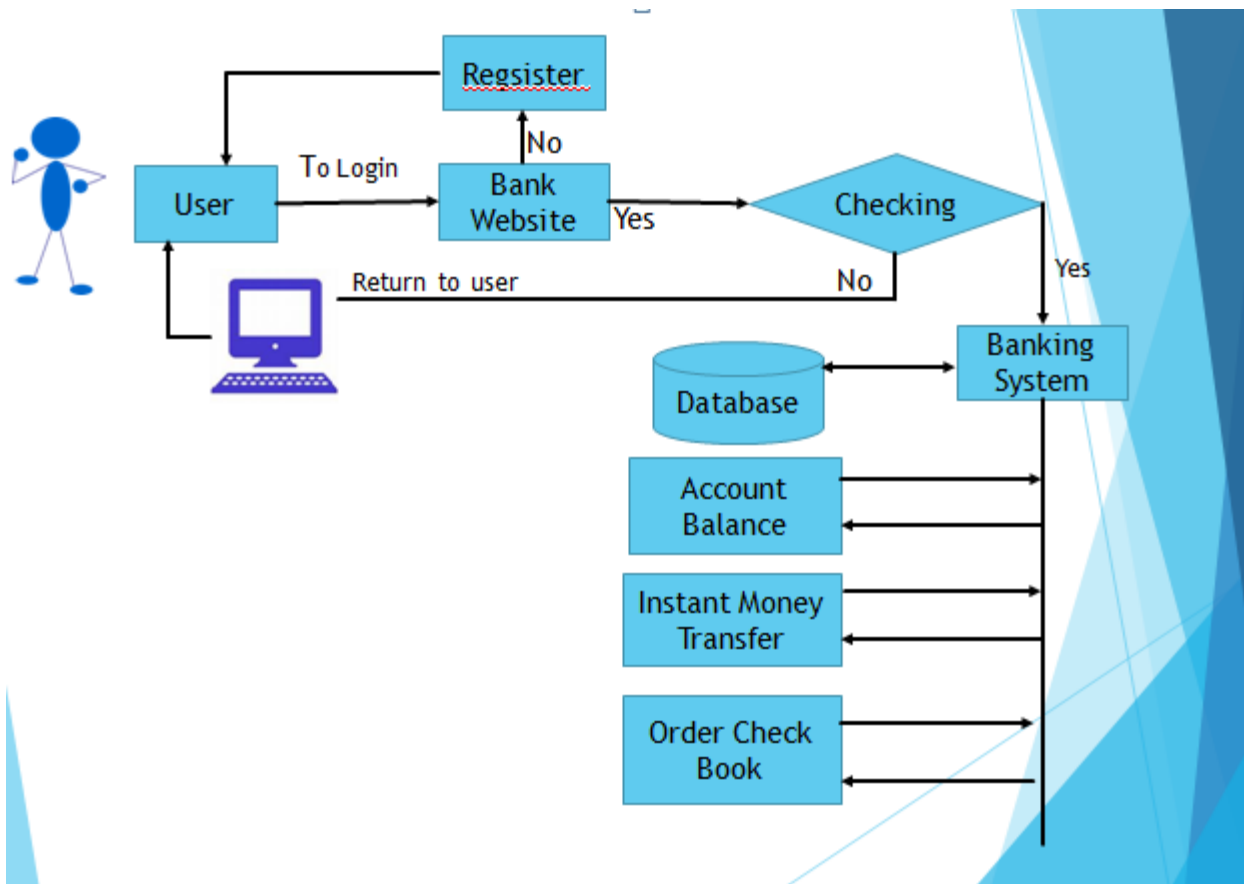 Regsister
No
To Login
User
Bank
Website
Yes
Checking
Return to user
No
Yes
Banking
System
Database
Account
Balance
Instant Money
Transfer
Order Check
Book